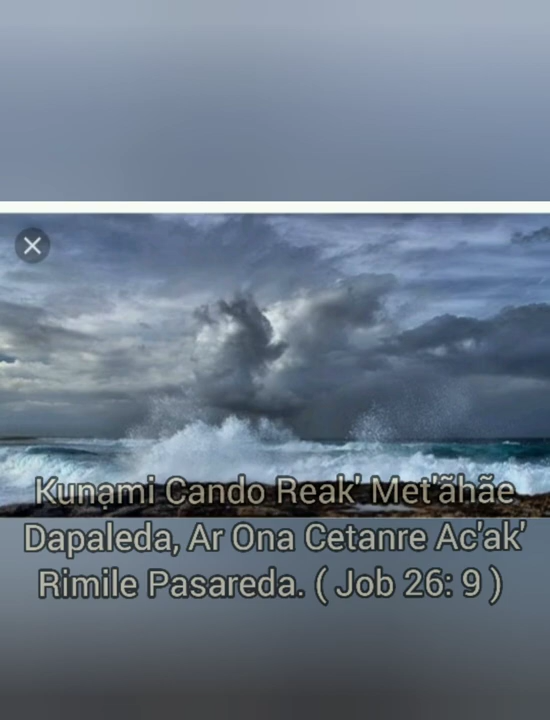 Kunạmi Cando Reak' Met'ãhãe
Dapaleda, Ar Ona Cetanre Ac'ak'
Rimile Pasareda. ( Job 26: 9 )